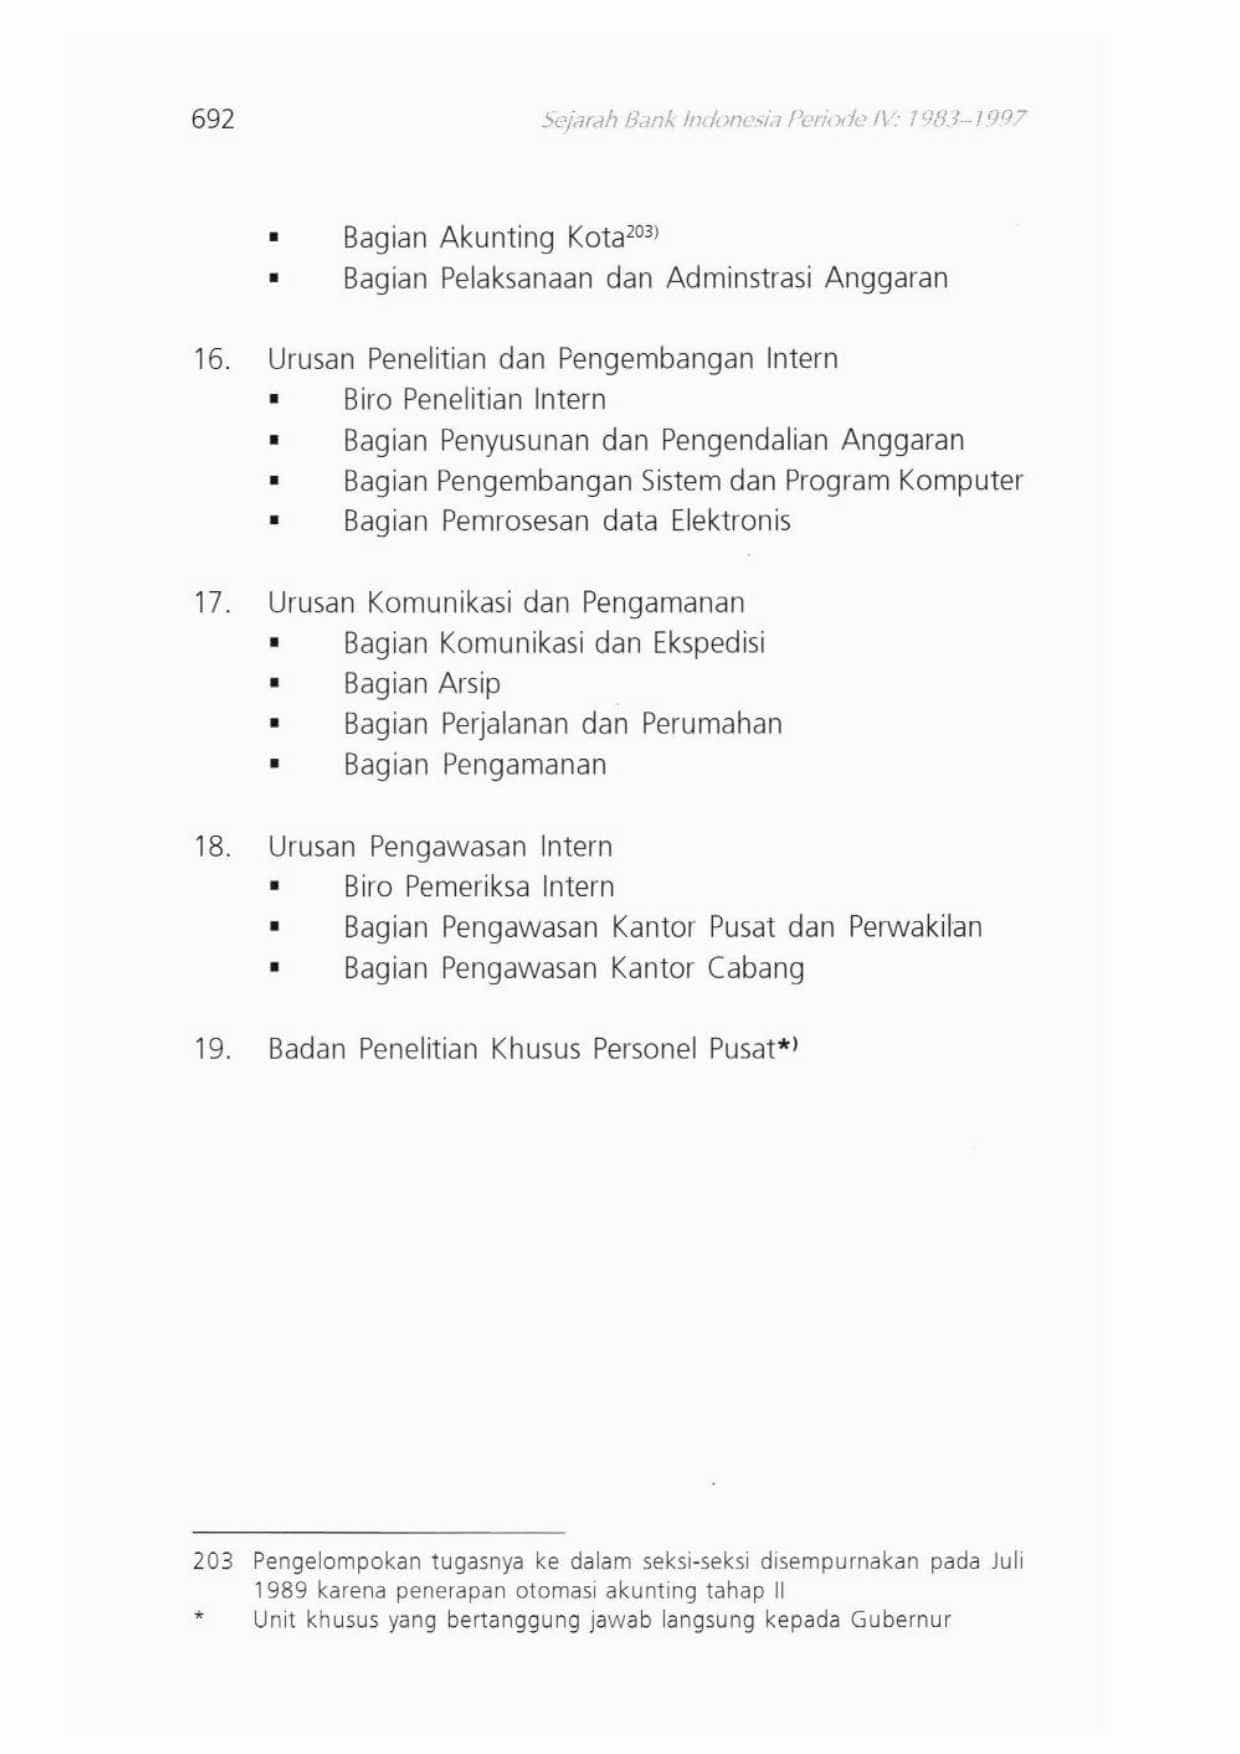 692
Sejarah Bank Indonesia Periode IV: 1983–1997
▪ Bagian Akunting Kota203)
▪ Bagian Pelaksanaan dan Adminstrasi Anggaran
16. Urusan Penelitian dan Pengembangan Intern
▪ Biro Penelitian Intern
▪ Bagian Penyusunan dan Pengendalian Anggaran
▪ Bagian Pengembangan Sistem dan Program Komputer
▪ Bagian Pemrosesan data Elektronis
17. Urusan Komunikasi dan Pengamanan
▪ Bagian Komunikasi dan Ekspedisi
▪ Bagian Arsip
▪ Bagian Perjalanan dan Perumahan
▪ Bagian Pengamanan
18. Urusan Pengawasan Intern
▪ Biro Pemeriksa Intern
▪ Bagian Pengawasan Kantor Pusat dan Perwakilan
▪ Bagian Pengawasan Kantor Cabang
19. Badan Penelitian Khusus Personel Pusat*)
203 Pengelompokan tugasnya ke dalam seksi-seksi disempurnakan pada Juli
1989 karena penerapan otomasi akunting tahap II
* Unit khusus yang bertanggung jawab langsung kepada Gubernur